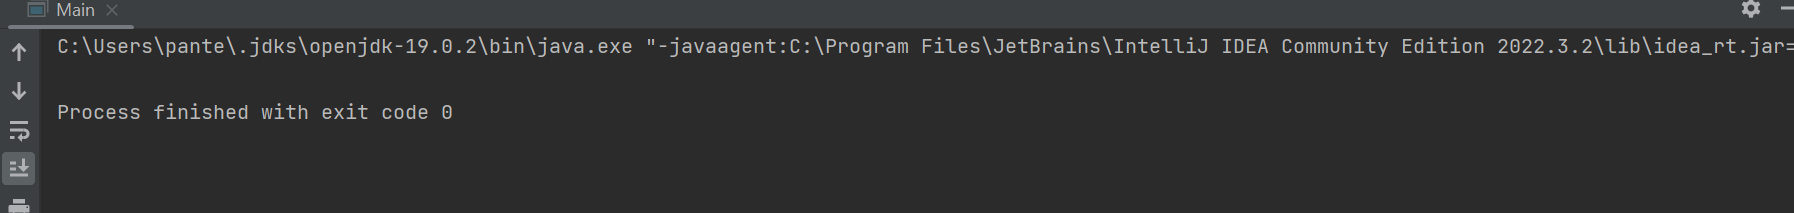 Main
C:\Users\pante\.jdks\openjdk-19.0.2\bin\java.exe "-javaagent:C:\Program Files\JetBrains\IntelliJ IDEA Community Edition 2022.3.2\lib\idea_rt.jar=
Process finished with exit code 0